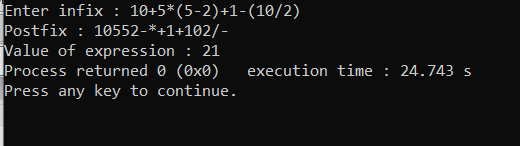 Enter infix : 10+5*(5-2)+1-(10/2)
Postfix : 10552-*+1+102/-
Value of expression : 21
Process returned 0 (0x0)   execution time : 24.743 s
Press any key to continue.